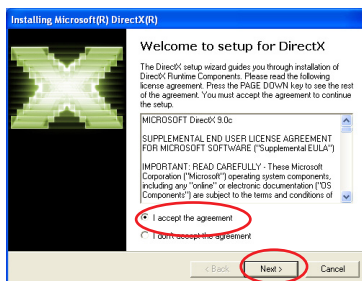 Installing Microsoft(R) DirectX(R)
Welcome to setup for DirectX
The DirectX setup wizard guides you through installation of
DirectX Runtime Components. Please read the following
license agreement. Press the PAGE DOWN key to see the rest
of the agreement. You must accept the agreement to continue
the setup.
MICROSOFT DirectX 9.0c
SUPPLEMENTAL END USER LICENSE AGREEMENT
FOR MICROSOFT SOFTWARE ("Supplemental EULA")
IMPORTANT: READ CAREFULLY - These Microsoft
Corporation ("Microsoft") operating system components,
including any "online" or electronic documentation ("OS
Components") are subject to the terms and conditions of
I accept the agreement
I don't accept the agreement
< Back
Next >
Cancel